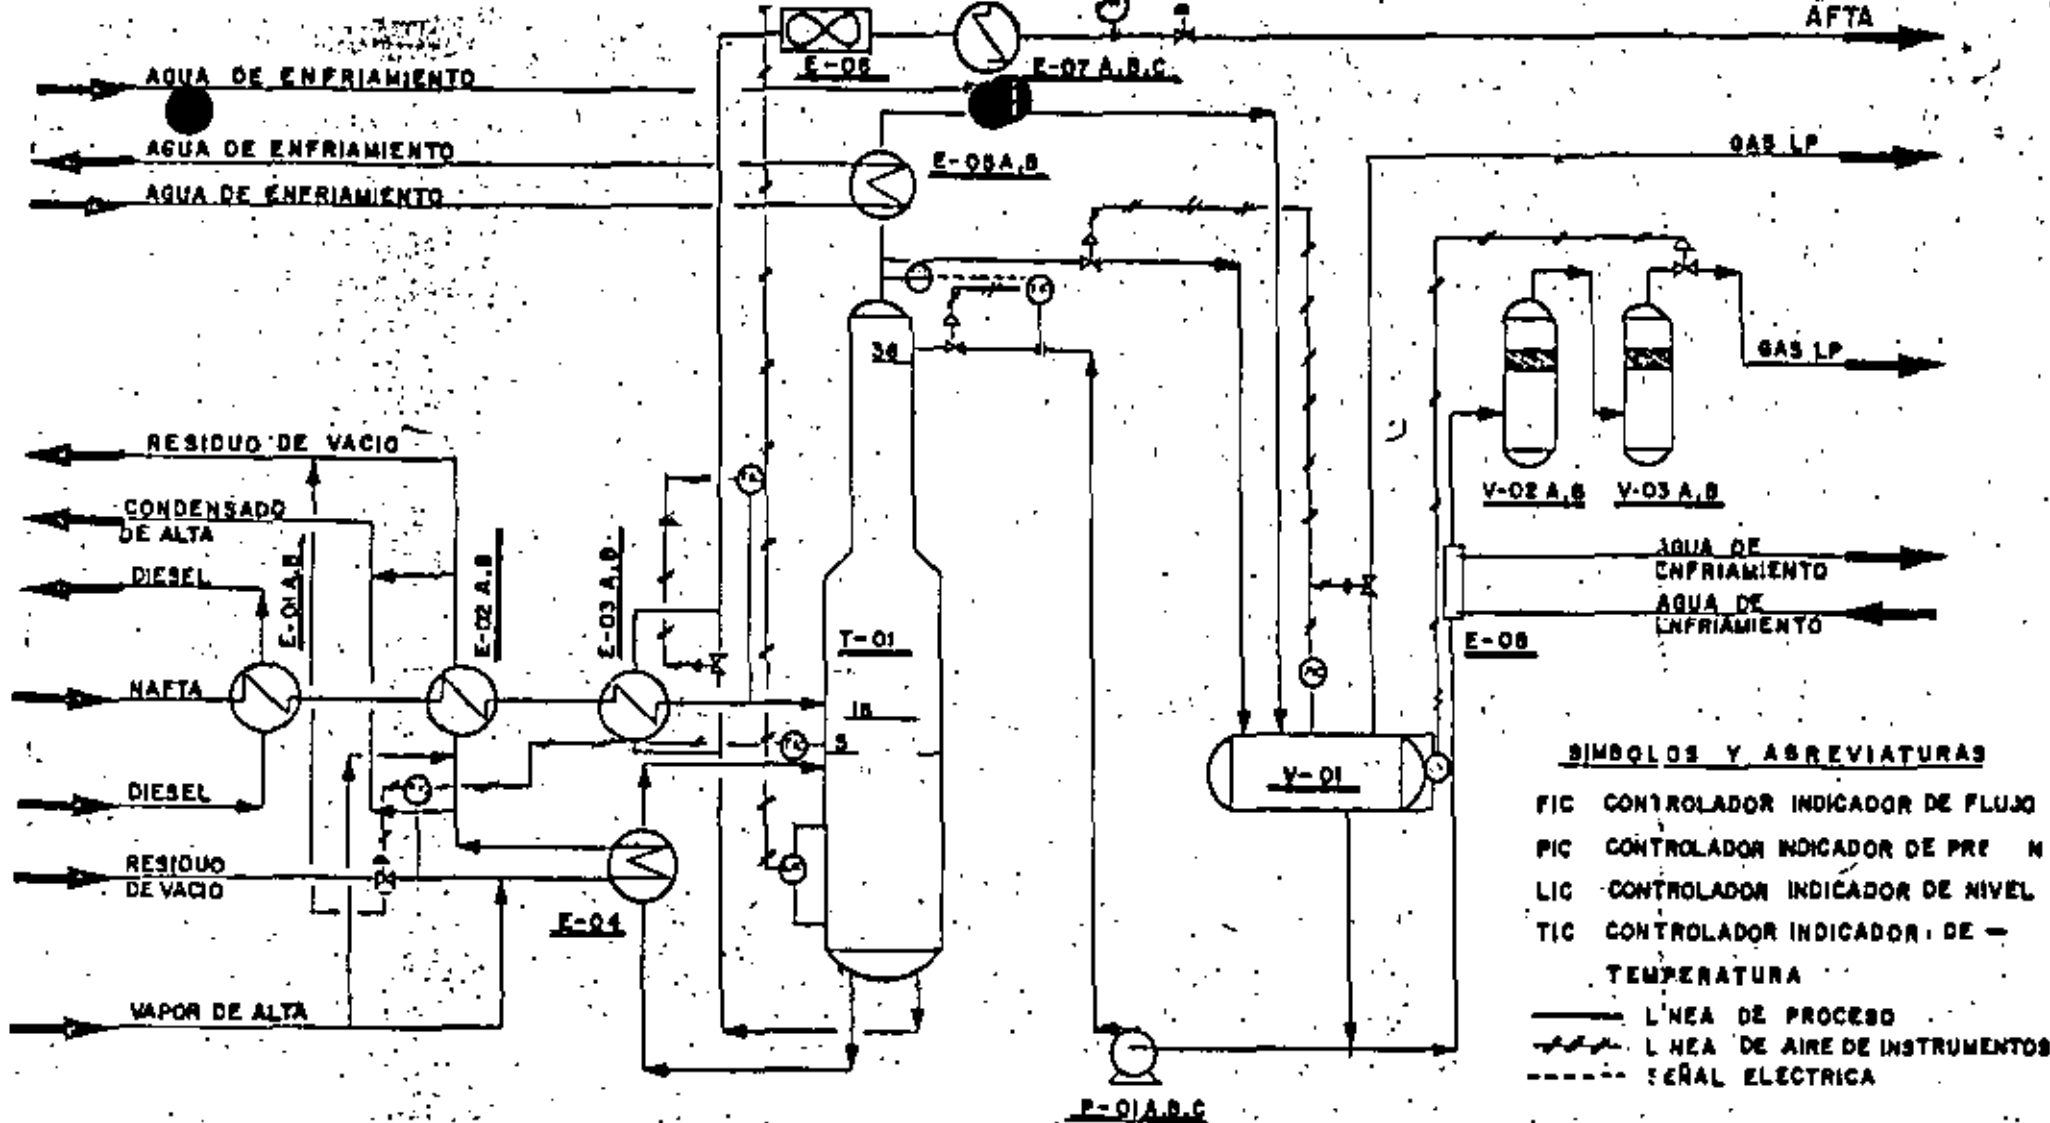 AFTA
E-06
E-07 A,B,C
AGUA DE ENFRIAMIENTO
AGUA DE ENFRIAMIENTO
E-05 A,B
GAS LP
AGUA DE ENFRIAMIENTO
36
GAS LP
RESIDUO DE VACIO
V-02 A,B
V-03 A,B
CONDENSADO
DE ALTA
E-01 A,B
E-02 A,B
E-03 A,B
DIESEL
AGUA DE
ENFRIAMIENTO
AGUA DE
ENFRIAMIENTO
E-08
T-01
NAFTA
5
V-01
DIESEL
RESIDUO
DE VACIO
E-04
VAPOR DE ALTA
P-01 A,B,C
SIMBOLOS Y ABREVIATURAS
FIC CONTROLADOR INDICADOR DE FLUJO
PIC CONTROLADOR INDICADOR DE PRE N
LIC CONTROLADOR INDICADOR DE NIVEL
TIC CONTROLADOR INDICADOR DE -
TEMPERATURA
LINEA DE PROCESO
LINEA DE AIRE DE INSTRUMENTOS
SEÑAL ELECTRICA